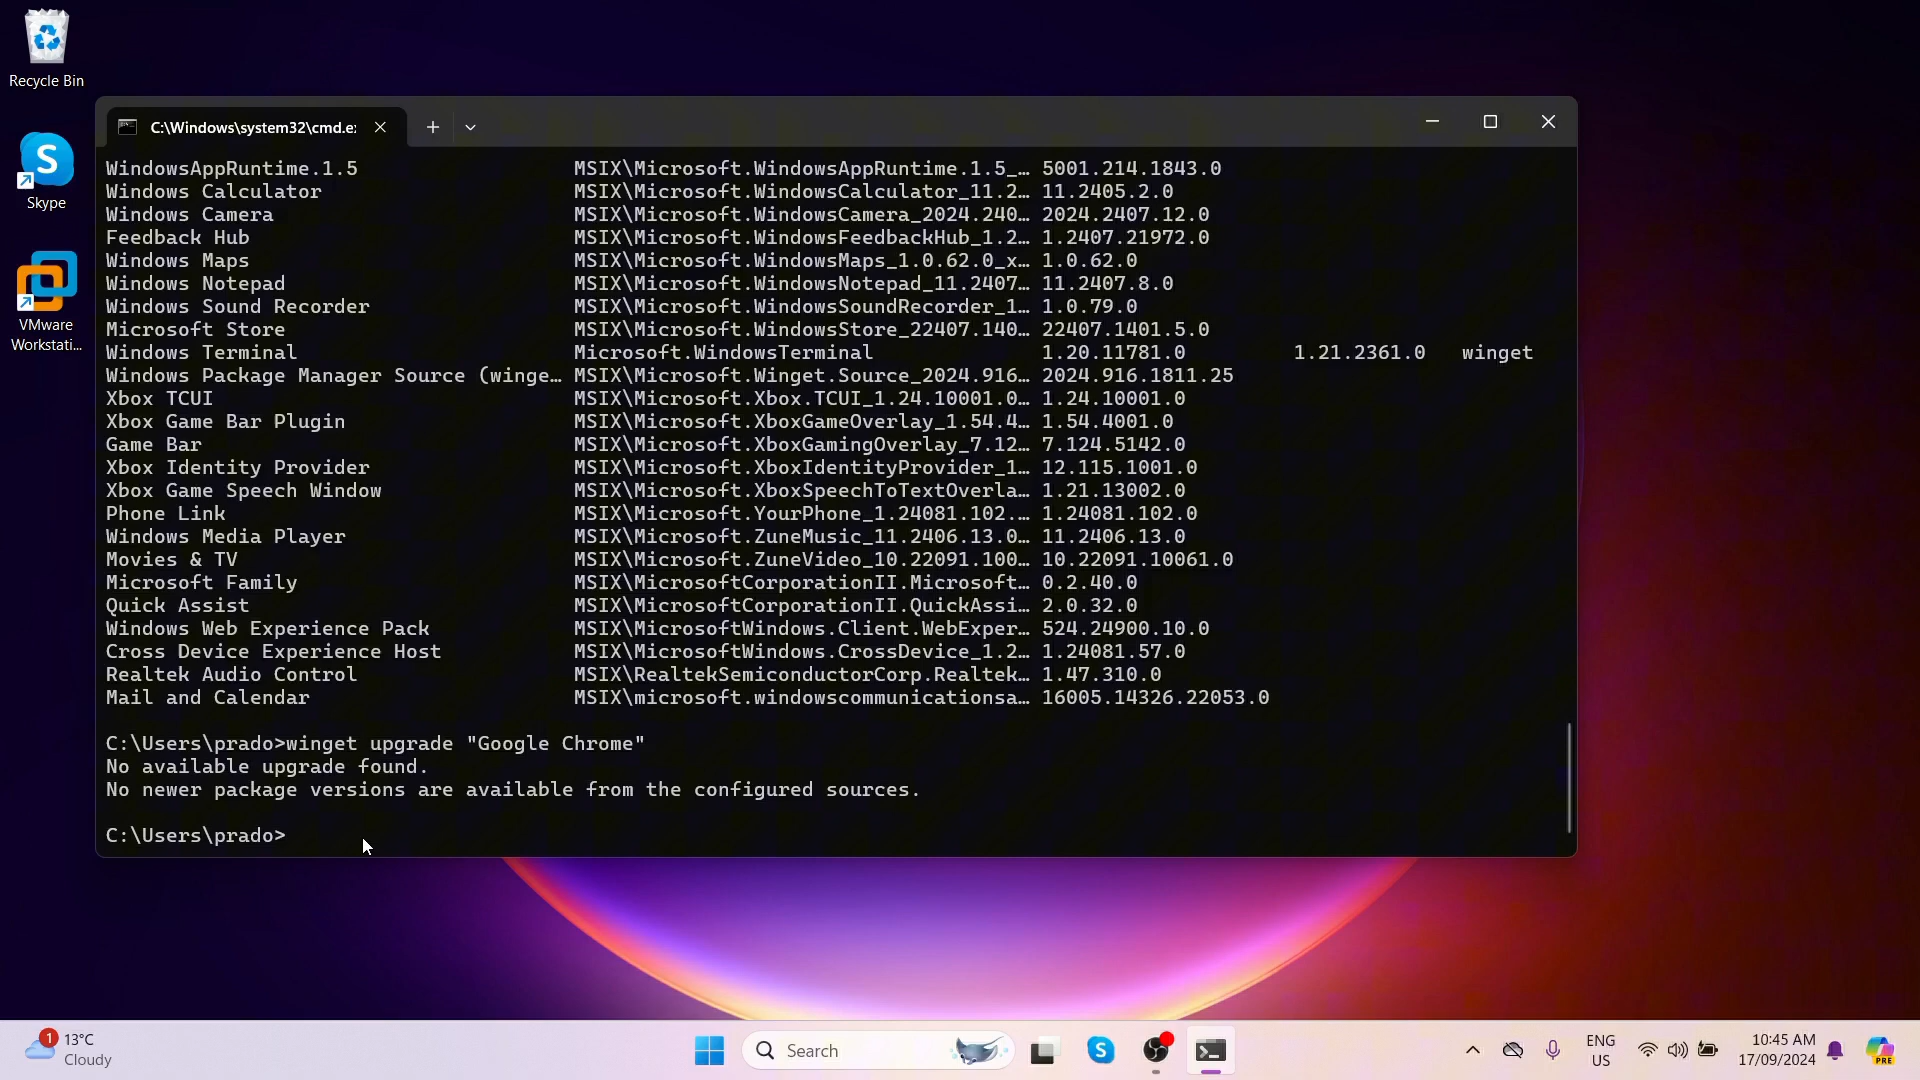 Recycle Bin
Skype
VMware
Workstati...
C:\Windows\system32\cmd.e:
WindowsAppRuntime.1.5 MSIX\Microsoft.WindowsAppRuntime.1.5_… 5001.214.1843.0
Windows Calculator MSIX\Microsoft.WindowsCalculator_11.2… 11.2405.2.0
Windows Camera MSIX\Microsoft.WindowsCamera_2024.240… 2024.2407.12.0
Feedback Hub MSIX\Microsoft.WindowsFeedbackHub_1.2… 1.2407.21972.0
Windows Maps MSIX\Microsoft.WindowsMaps_1.0.62.0_x… 1.0.62.0
Windows Notepad MSIX\Microsoft.WindowsNotepad_11.2407… 11.2407.8.0
Windows Sound Recorder MSIX\Microsoft.WindowsSoundRecorder_1… 1.0.79.0
Microsoft Store MSIX\Microsoft.WindowsStore_22407.140… 22407.1401.5.0
Windows Terminal Microsoft.WindowsTerminal 1.20.11781.0 1.21.2361.0 winget
Windows Package Manager Source (winge… MSIX\Microsoft.Winget.Source_2024.916… 2024.916.1811.25
Xbox TCUI MSIX\Microsoft.Xbox.TCUI_1.24.10001.0… 1.24.10001.0
Xbox Game Bar Plugin MSIX\Microsoft.XboxGameOverlay_1.54.4… 1.54.4001.0
Game Bar MSIX\Microsoft.XboxGamingOverlay_7.12… 7.124.5142.0
Xbox Identity Provider MSIX\Microsoft.XboxIdentityProvider_1… 12.115.1001.0
Xbox Game Speech Window MSIX\Microsoft.XboxSpeechToTextOverla… 1.21.13002.0
Phone Link MSIX\Microsoft.YourPhone_1.24081.102.… 1.24081.102.0
Windows Media Player MSIX\Microsoft.ZuneMusic_11.2406.13.0… 11.2406.13.0
Movies & TV MSIX\Microsoft.ZuneVideo_10.22091.100… 10.22091.10061.0
Microsoft Family MSIX\MicrosoftCorporationII.Microsoft… 0.2.40.0
Quick Assist MSIX\MicrosoftCorporationII.QuickAssi… 2.0.32.0
Windows Web Experience Pack MSIX\MicrosoftWindows.Client.WebExper… 524.24900.10.0
Cross Device Experience Host MSIX\MicrosoftWindows.CrossDevice_1.2… 1.24081.57.0
Realtek Audio Control MSIX\RealtekSemiconductorCorp.Realtek… 1.47.310.0
Mail and Calendar MSIX\microsoft.windowscommunicationsa… 16005.14326.22053.0
C:\Users\prado>winget upgrade "Google Chrome"
No available upgrade found.
No newer package versions are available from the configured sources.
C:\Users\prado>
1
13°C
Cloudy
Search
ENG
US
10:45 AM
17/09/2024
PRE